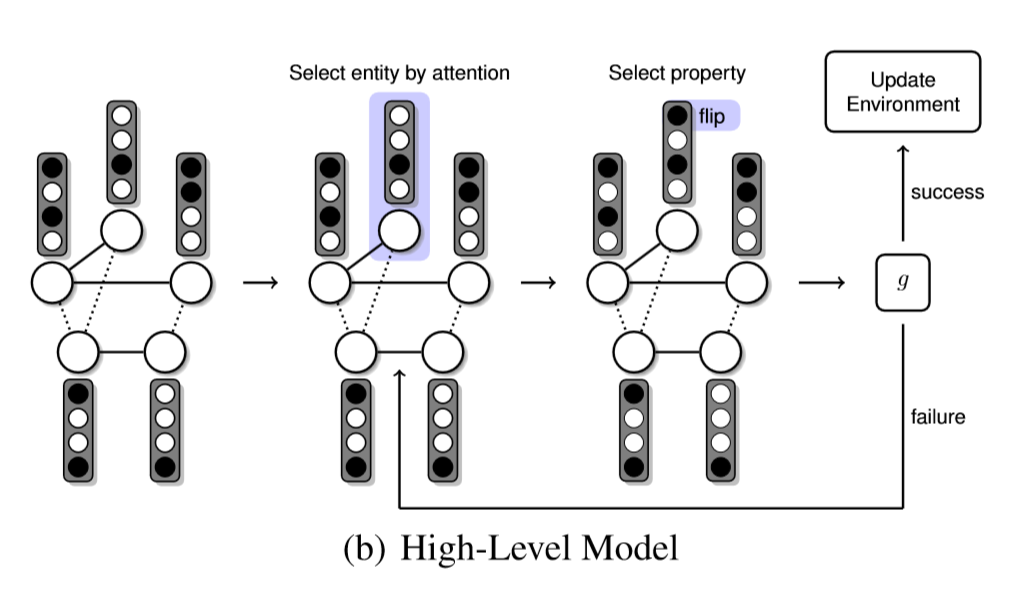 Select entity by attention
Select property
flip
Update
Environment
success
g
failure
(b) High-Level Model